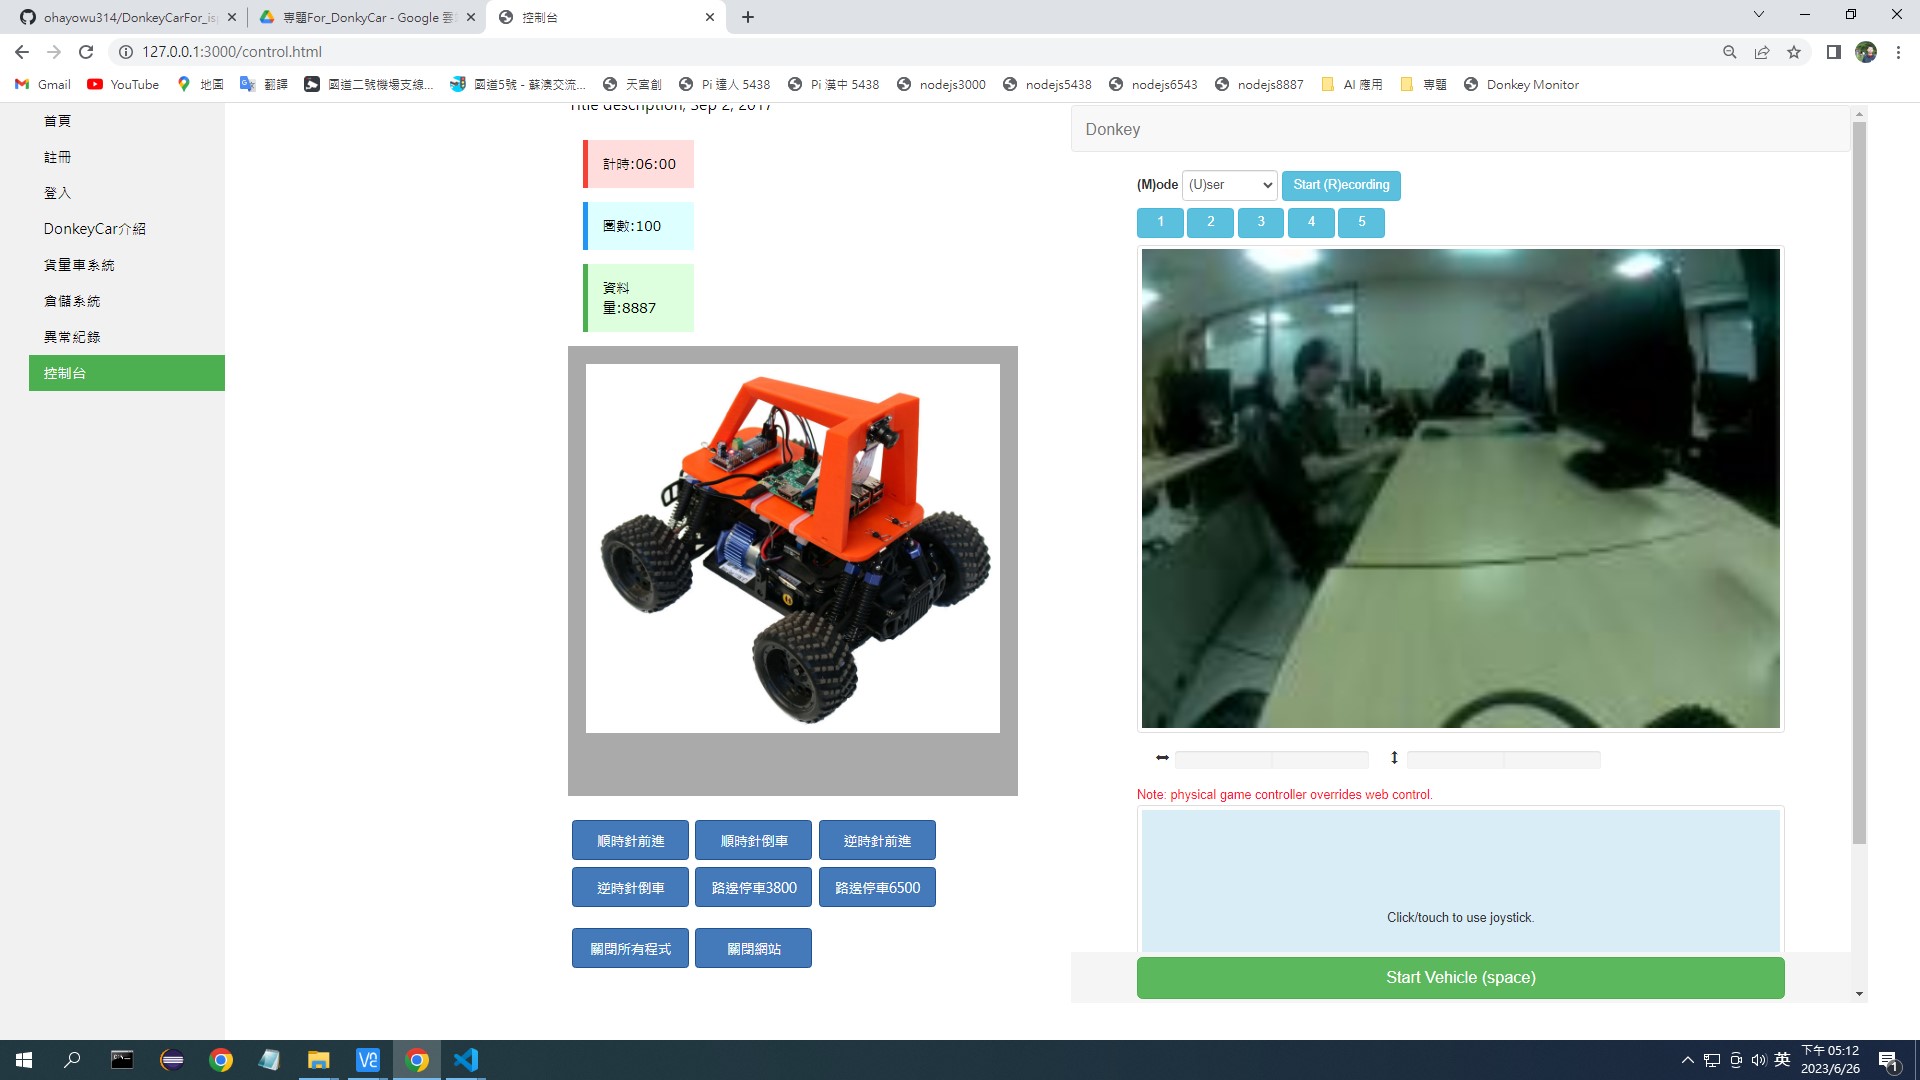 ohayowu314/DonkeyCarFor_isp
專題For_DonkyCar - Google 雲
控制台
127.0.0.1:3000/control.html
Gmail
YouTube
地圖
翻譯
國道二號機場支線...
國道5號 - 蘇澳交流...
天宮創
Pi 達人 5438
Pi 漢中 5438
nodejs3000
nodejs5438
nodejs6543
nodejs8887
AI 應用
專題
Donkey Monitor
首頁
註冊
登入
DonkeyCar介紹
貨量車系統
倉儲系統
異常紀錄
控制台
Title description, Sep 2, 2017
計時:06:00
圈數:100
資料
量:8887
順時針前進 順時針倒車 逆時針前進
逆時針倒車 路邊停車3800 路邊停車6500
關閉所有程式 關閉網站
Donkey
(M)ode (U)ser Start (R)ecording
1 2 3 4 5
Note: physical game controller overrides web control.
Click/touch to use joystick.
Start Vehicle (space)
英
下午 05:12
2023/6/26
1